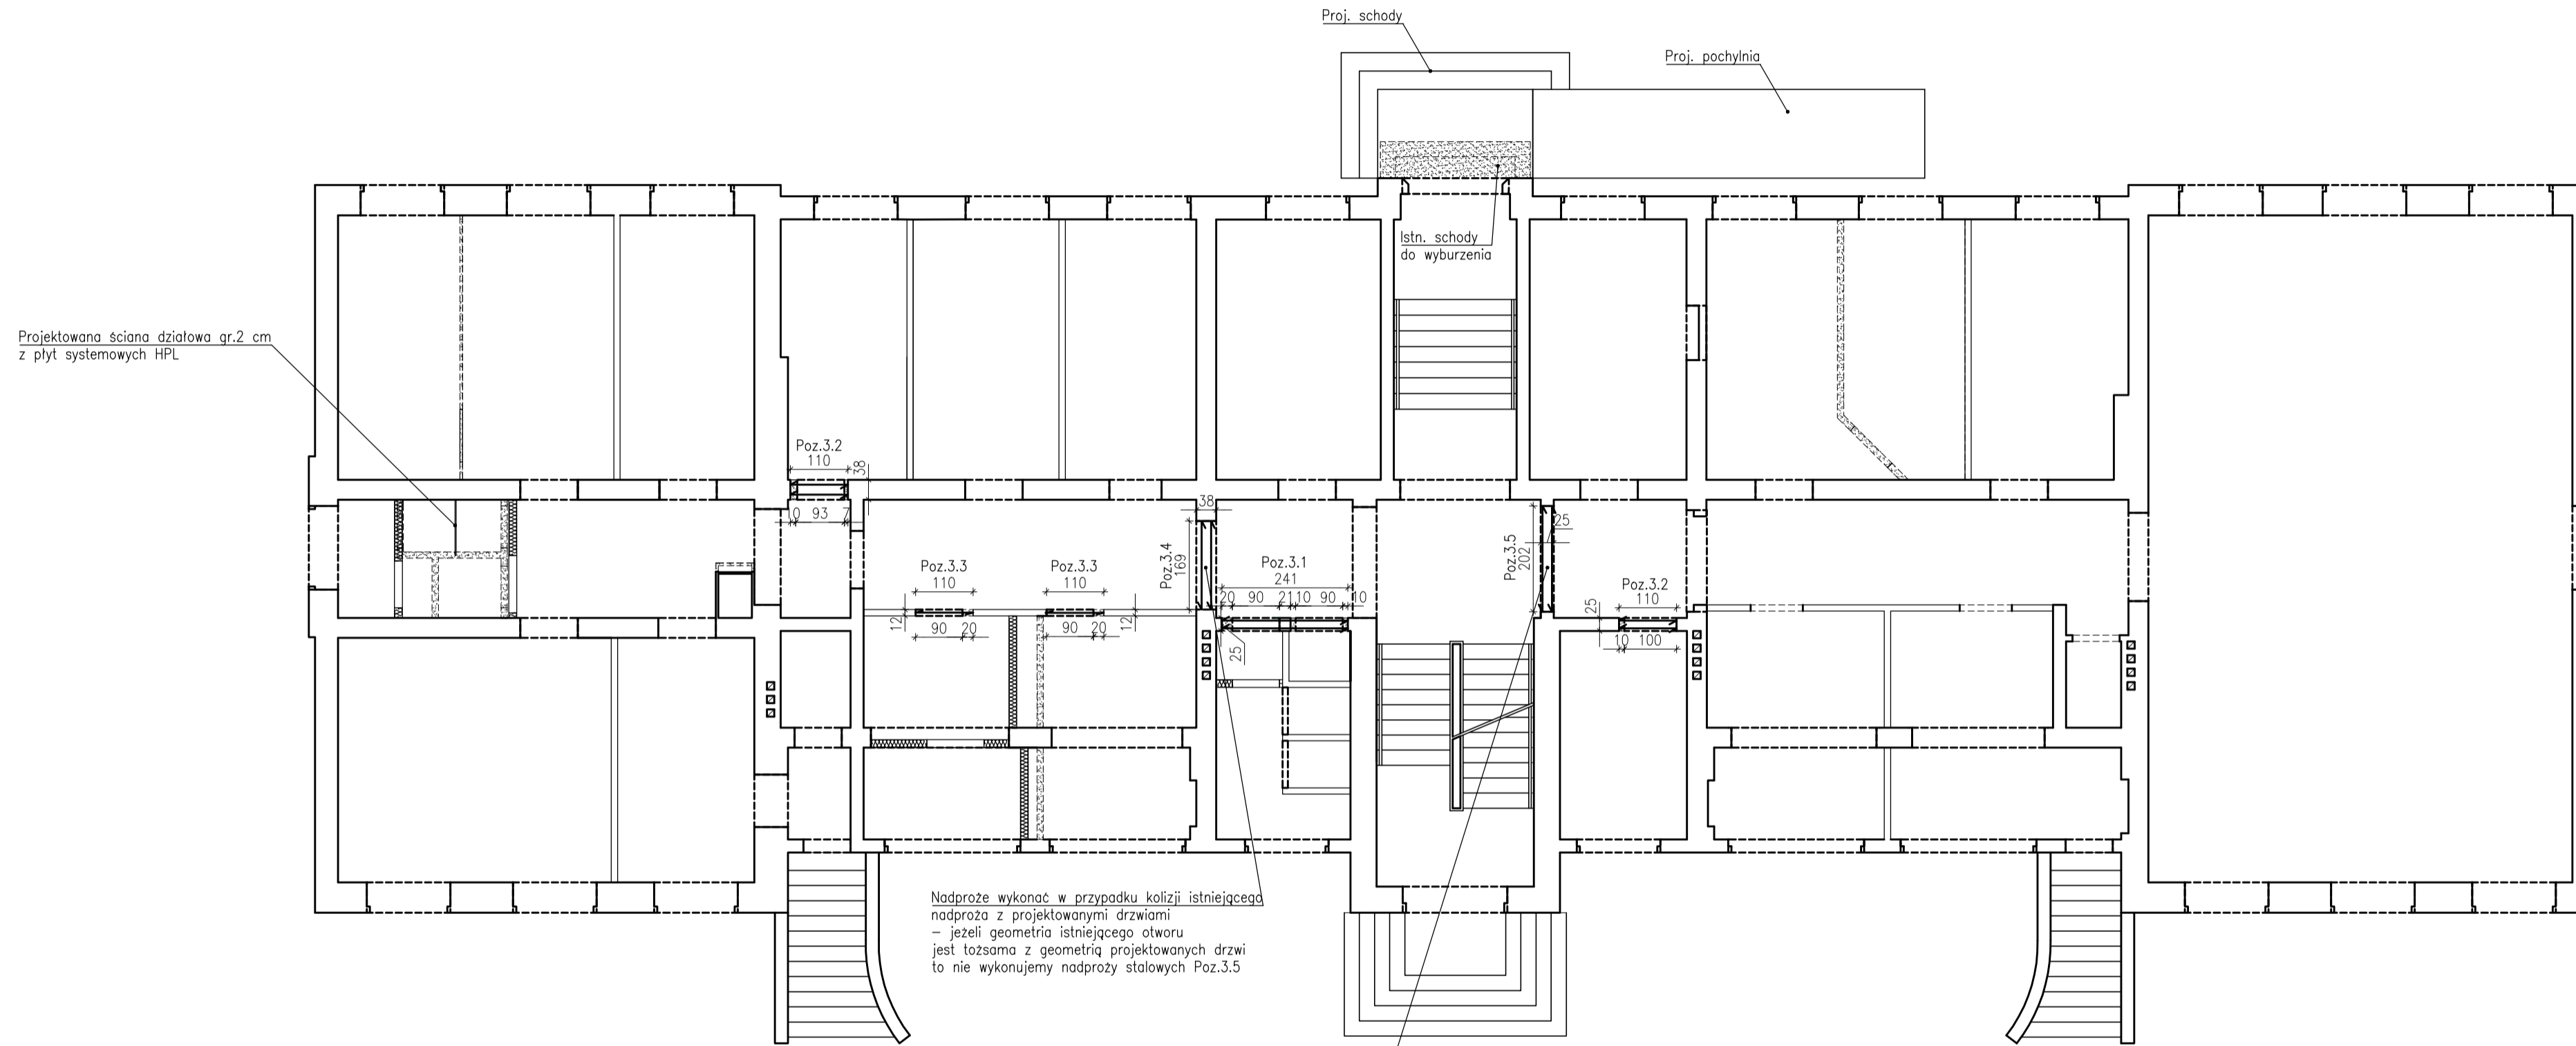 Proj. schody
Proj. pochylnia
Istn. schody
do wyburzenia
Projektowana ściana działowa gr.2 cm
z płyt systemowych HPL
Poz.3.2
110
38
10 93 7
38
Poz.3.4
169
Poz.3.3
110
Poz.3.3
110
12
90 20
90 20
12
Poz.3.1
241
20 90 21 10 90 10
25
Poz.3.5
202
25
Poz.3.2
110
25
10 100
Nadproże wykonać w przypadku kolizji istniejącego
nadproża z projektowanymi drzwiami
– jeżeli geometria istniejącego otworu
jest tożsama z geometrią projektowanych drzwi
to nie wykonujemy nadproży stalowych Poz.3.5